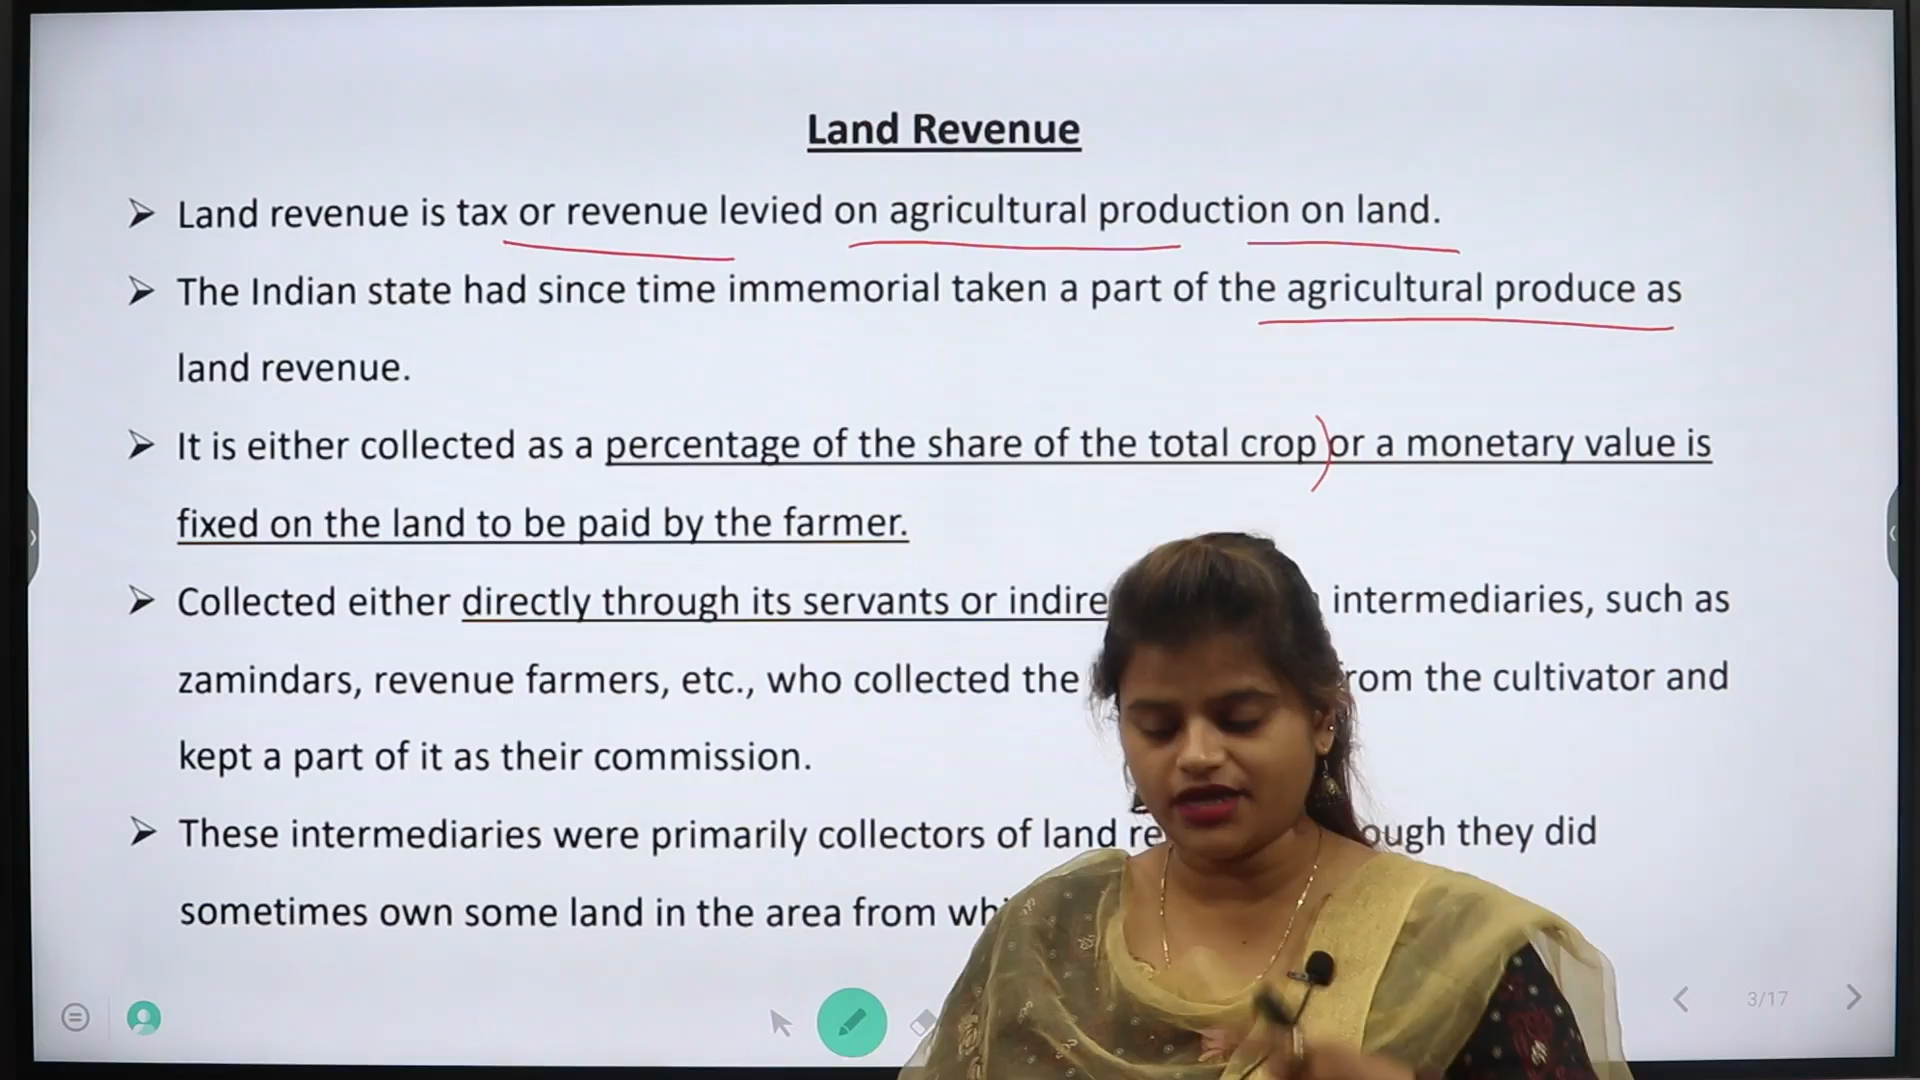 Land Revenue
➢ Land revenue is tax or revenue levied on agricultural production on land.
➢ The Indian state had since time immemorial taken a part of the agricultural produce as
land revenue.
➢ It is either collected as a percentage of the share of the total crop or a monetary value is
fixed on the land to be paid by the farmer.
➢ Collected either directly through its servants or intermediaries, such as
zamindars, revenue farmers, etc., who collected the from the cultivator and
kept a part of it as their commission.
➢ These intermediaries were primarily collectors of land they did
sometimes own some land in the area from
3/17